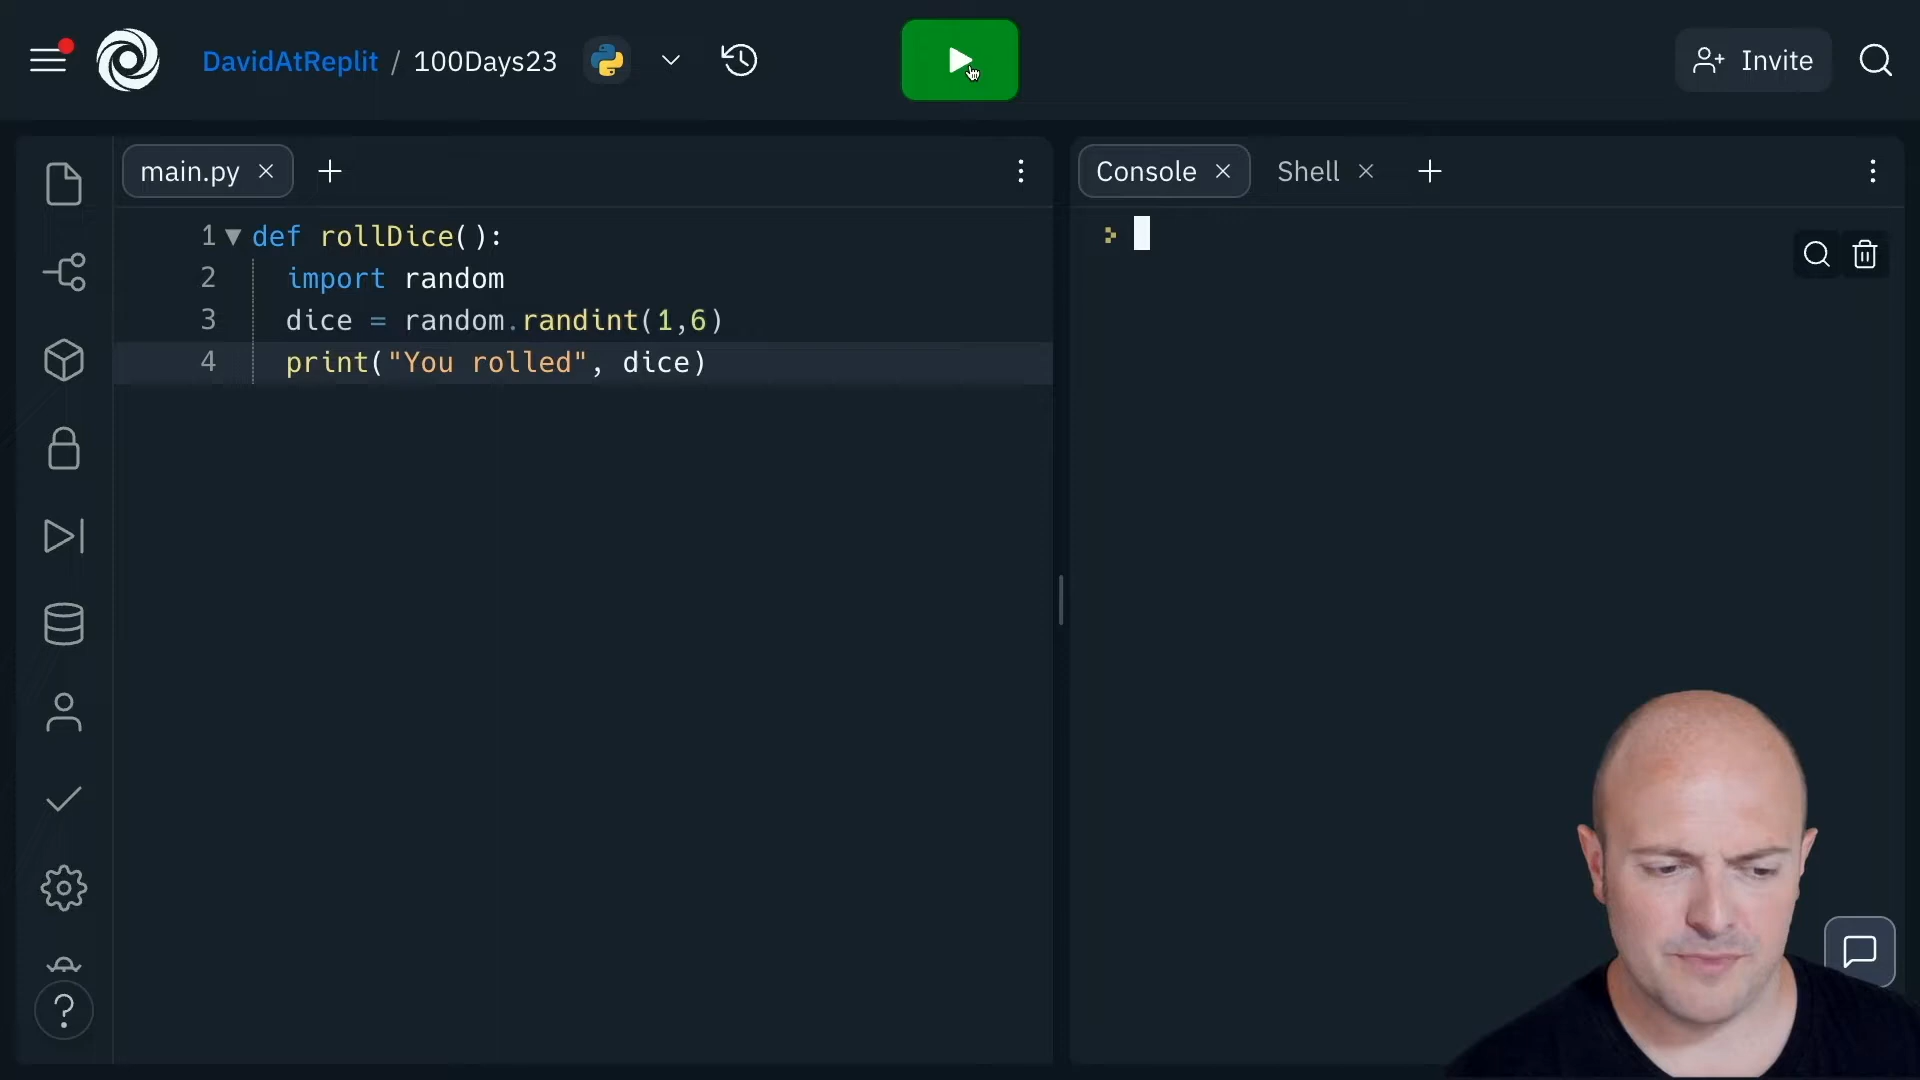 DavidAtReplit / 100Days23
Invite
main.py
Console
Shell
1 def rollDice():
2 import random
3 dice = random.randint(1,6)
4 print("You rolled", dice)
?